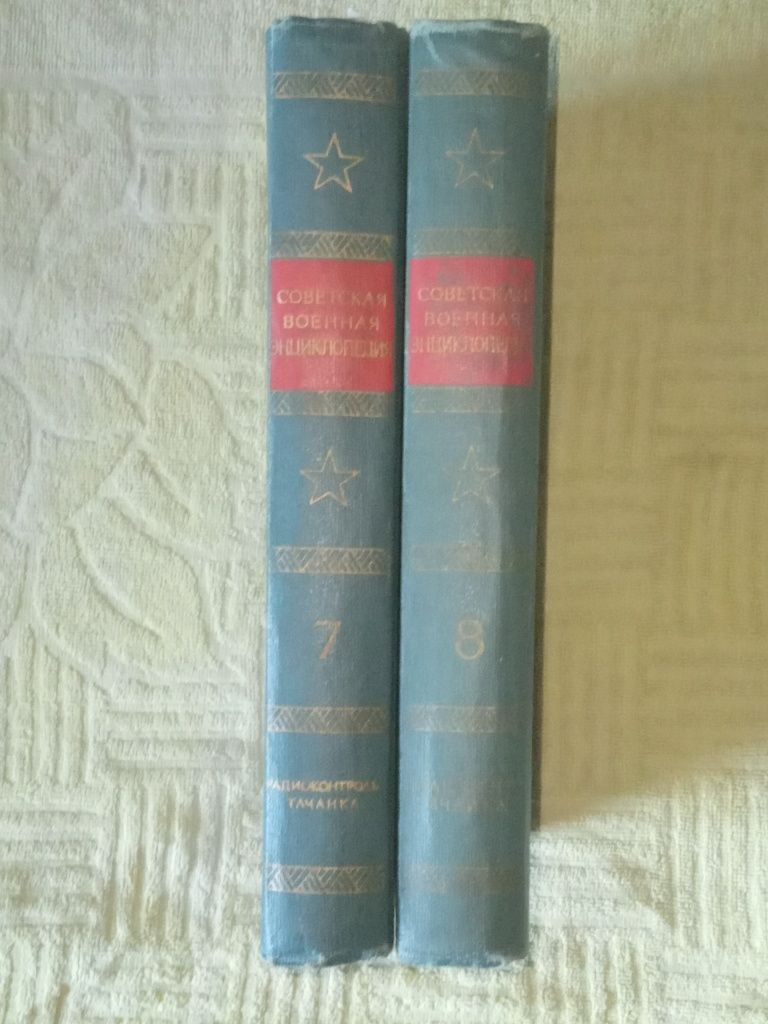 СОВЕТСКАЯ
ВОЕННАЯ
ЭНЦИКЛОПЕДИЯ
7
РАДИОКОНТРОЛЬ
ТАЧАНКА
СОВЕТСКАЯ
ВОЕННАЯ
ЭНЦИКЛОПЕДИЯ
8